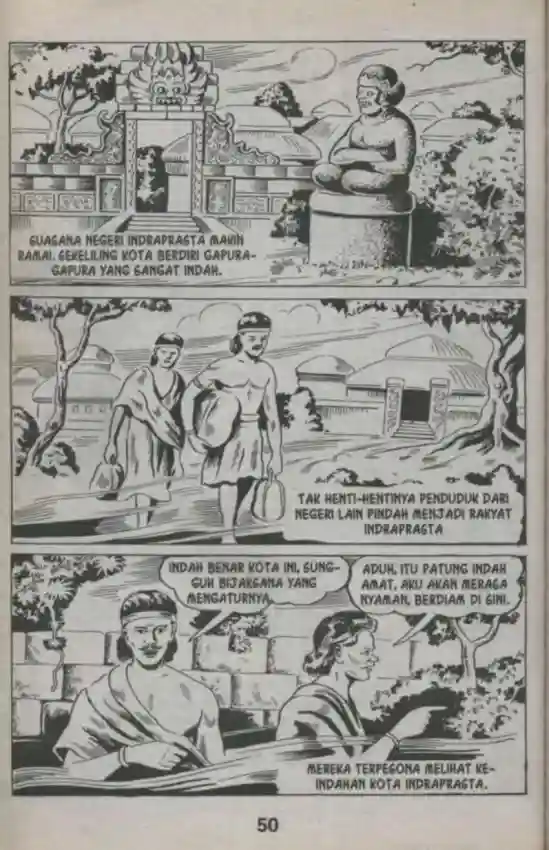 SUASANA NEGERI INDRAPRASTA MAKIN
RAMAI. SEKELILING KOTA BERDIRI GAPURA-
GAPURA YANG SANGAT INDAH.
TAK HENTI-HENTINYA PENDUDUK DARI
NEGERI LAIN PINDAH MENJADI RAKYAT
INDRAPRASTA
INDAH BENAR KOTA INI, SUNG-
GUH BIJAKSANA YANG
MENGATURNYA.
ADUH, ITU PATUNG INDAH
AMAT, AKU AKAN MERASA
NYAMAN, BERDIAM DI SINI.
MEREKA TERPESONA MELIHAT KE-
INDAHAN KOTA INDRAPRASTA.
50